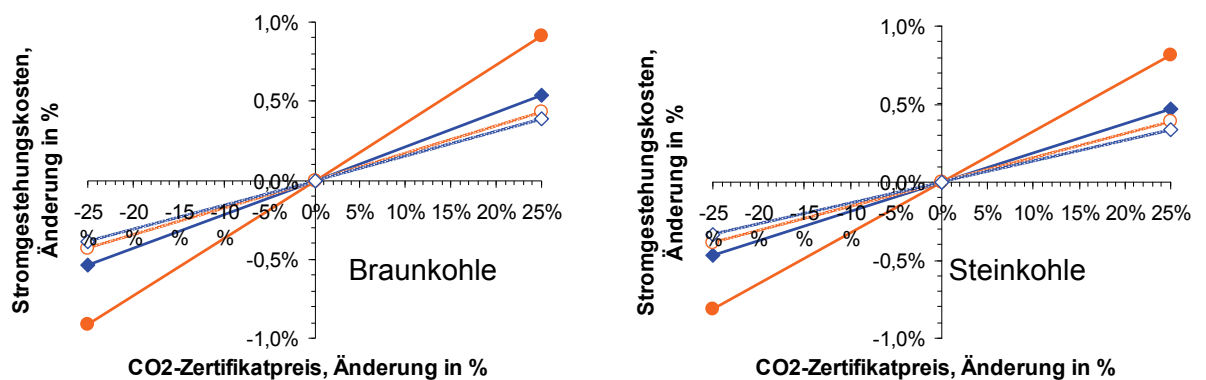 Stromgestehungskosten,
Änderung in %
1,0%
0,5%
0,0%
-0,5%
-1,0%
-25 -20 -15 -10 -5% 0% 5% 10% 15% 20% 25%
% % % %
Braunkohle
CO2-Zertifikatpreis, Änderung in %
Stromgestehungskosten,
Änderung in %
1,0%
0,5%
0,0%
-0,5%
-1,0%
-25 -20 -15 -10 -5% 0% 5% 10% 15% 20% 25%
% % % %
Steinkohle
CO2-Zertifikatpreis, Änderung in %